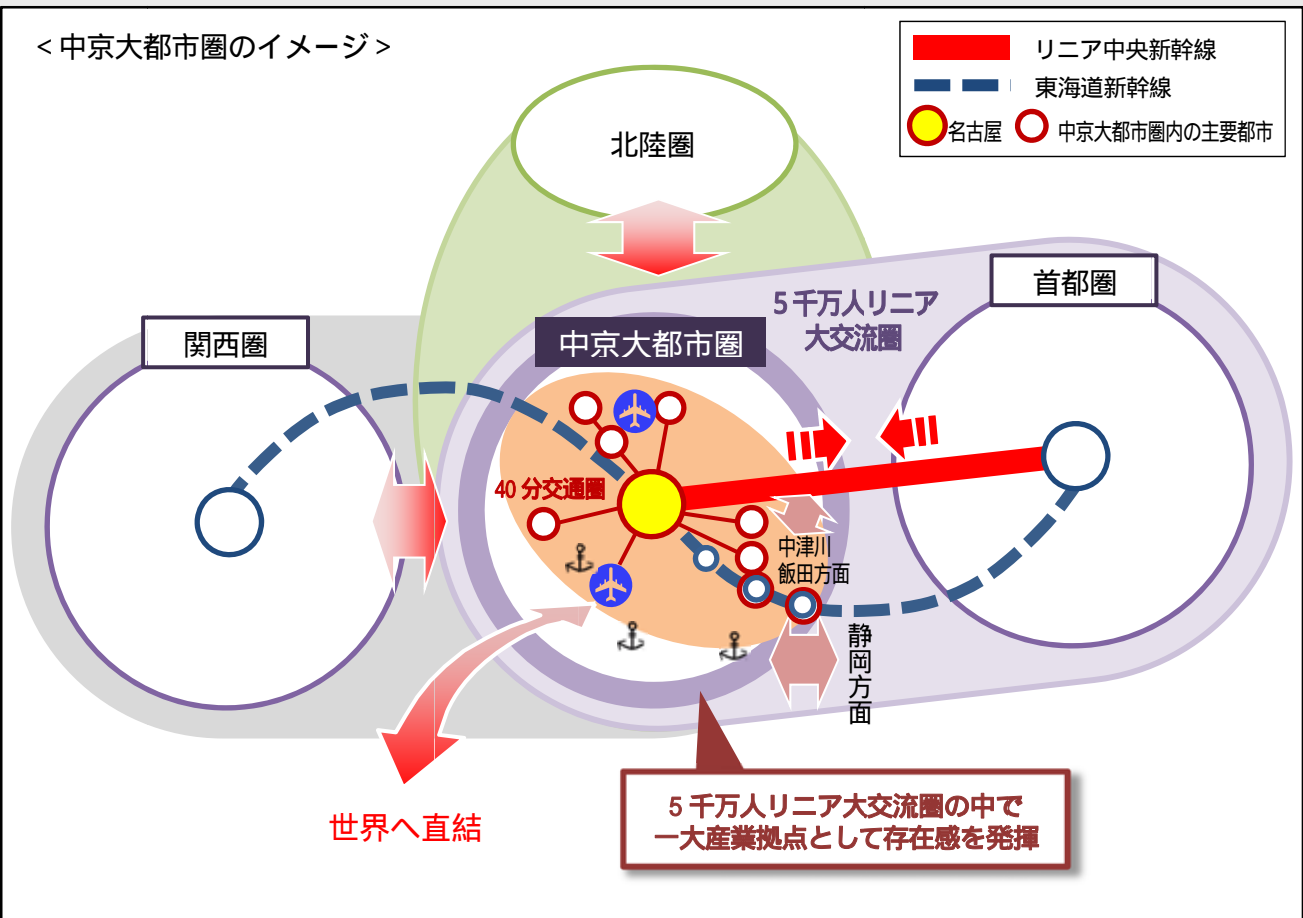 <中京大都市圏のイメージ>
リニア中央新幹線
東海道新幹線
名古屋 中京大都市圏内の主要都市
北陸圏
首都圏
5千万人リニア
大交流圏
関西圏
中京大都市圏
40分交通圏
中津川
飯田方面
静岡方面
世界へ直結
5千万人リニア大交流圏の中で
一大産業拠点として存在感を発揮